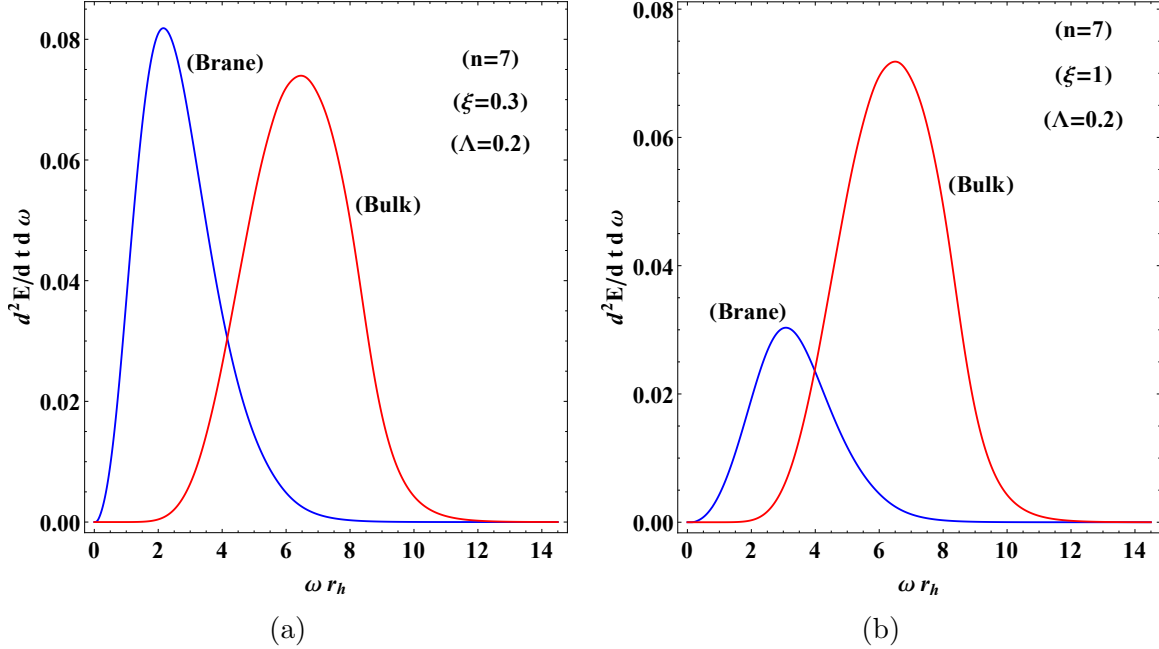 d²E/d t d ω
0.08
0.06
0.04
0.02
0.00
(Brane)
(Bulk)
(n=7)
(ξ=0.3)
(Λ=0.2)
0 2 4 6 8 10 12 14
ω r_h
(a)
d²E/d t d ω
0.08
0.06
0.04
0.02
0.00
(Brane)
(Bulk)
(n=7)
(ξ=1)
(Λ=0.2)
0 2 4 6 8 10 12 14
ω r_h
(b)